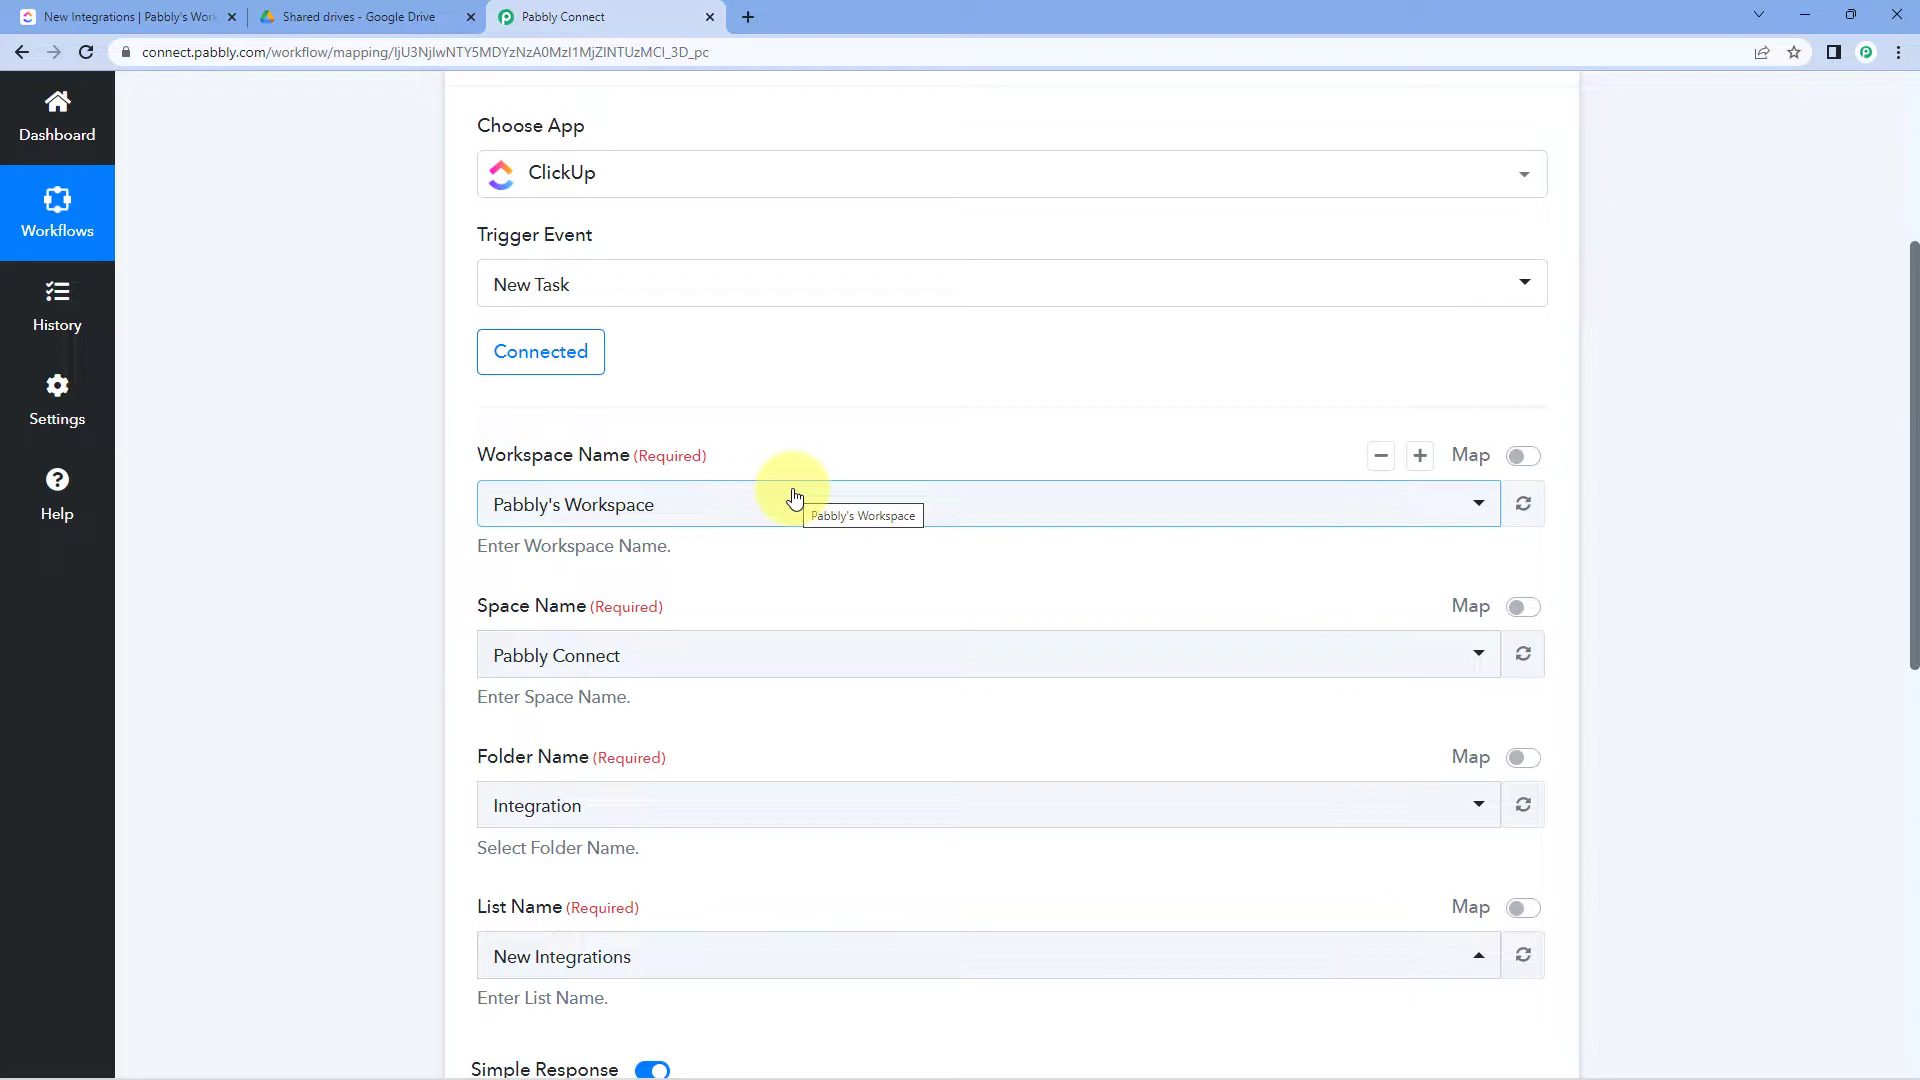 New Integrations | Pabbly's Wor
Shared drives - Google Drive
Pabbly Connect
connect.pabbly.com/workflow/mapping/IjU3NjIwNTY5MDYzNzA0MzI1MjZINTUzMCI_3D_pc
Dashboard
Workflows
History
Settings
Help
Choose App
ClickUp
Trigger Event
New Task
Connected
Workspace Name (Required)
Map
Pabbly's Workspace
Pabbly's Workspace
Enter Workspace Name.
Space Name (Required)
Map
Pabbly Connect
Enter Space Name.
Folder Name (Required)
Map
Integration
Select Folder Name.
List Name (Required)
Map
New Integrations
Enter List Name.
Simple Response